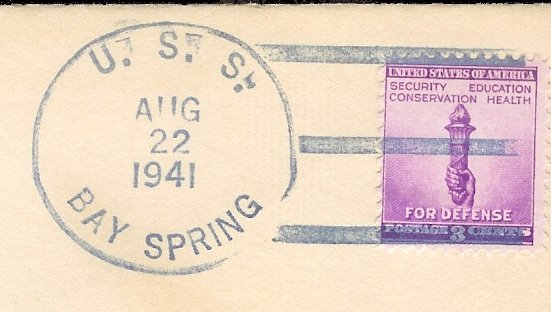 U. S. S.
AUG
22
1941
BAY SPRING
UNITED STATES OF AMERICA
SECURITY EDUCATION
CONSERVATION HEALTH
FOR DEFENSE
POSTAGE 3 CENTS